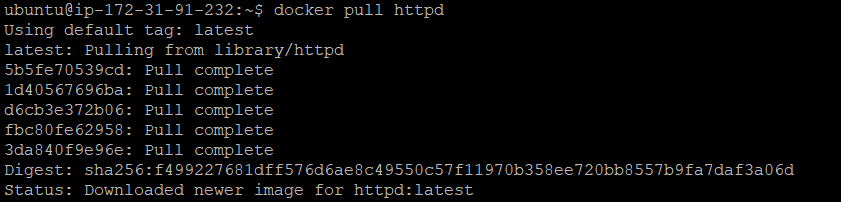 ubuntu@ip-172-31-91-232:~$ docker pull httpd
Using default tag: latest
latest: Pulling from library/httpd
5b5fe70539cd: Pull complete
1d40567696ba: Pull complete
d6cb3e372b06: Pull complete
fbc80fe62958: Pull complete
3da840f9e96e: Pull complete
Digest: sha256:f499227681dff576d6ae8c49550c57f11970b358ee720bb8557b9fa7daf3a06d
Status: Downloaded newer image for httpd:latest